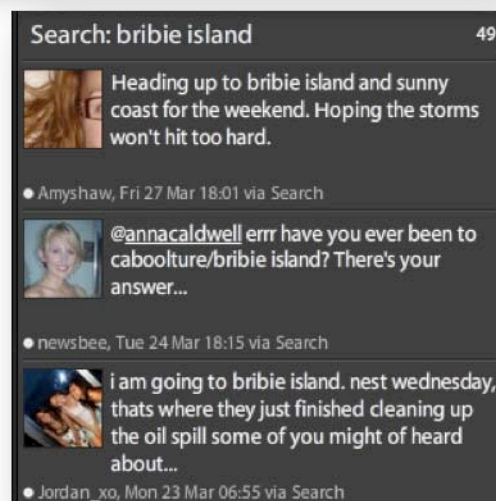 Search: bribie island 49
Heading up to bribie island and sunny
coast for the weekend. Hoping the storms
won't hit too hard.
Amyshaw, Fri 27 Mar 18:01 via Search
@annacaldwell errr have you ever been to
caboolture/bribie island? There's your
answer...
newsbee, Tue 24 Mar 18:15 via Search
i am going to bribie island. nest wednesday,
thats where they just finished cleaning up
the oil spill some of you might of heard
about...
Jordan_xo, Mon 23 Mar 06:55 via Search